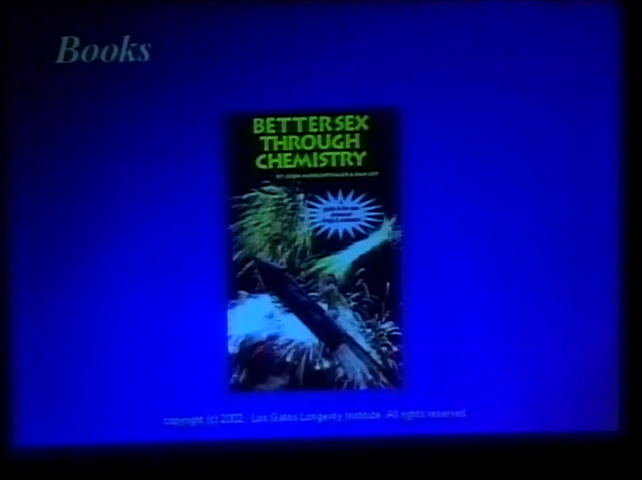 Books
BETTER SEX
THROUGH
CHEMISTRY
copyright (c) 2002 Los Gatos Longevity Institute All rights reserved.